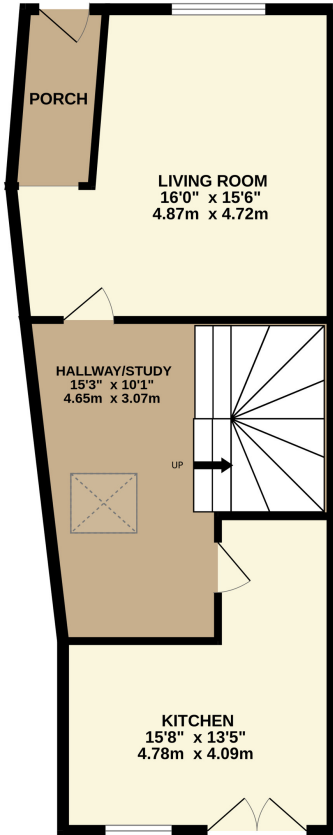 PORCH
LIVING ROOM
16'0" x 15'6"
4.87m x 4.72m
HALLWAY/STUDY
15'3" x 10'1"
4.65m x 3.07m
UP
KITCHEN
15'8" x 13'5"
4.78m x 4.09m